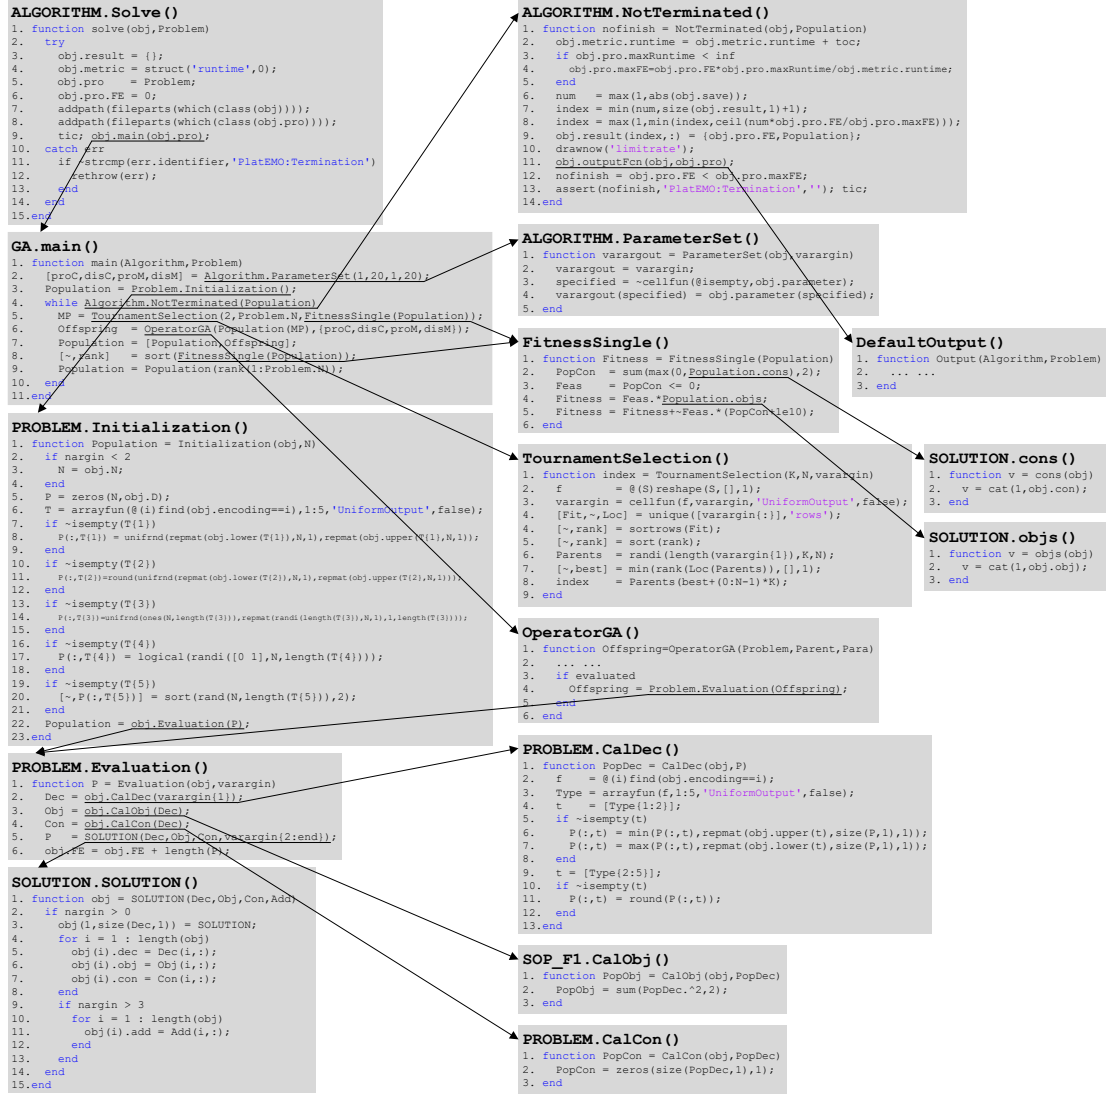 ALGORITHM.Solve()
1. function solve(obj,Problem)
2.   try
3.     obj.result = {};
4.     obj.metric = struct('runtime',0);
5.     obj.pro    = Problem;
6.     obj.pro.FE = 0;
7.     addpath(fileparts(which(class(obj))));
8.     addpath(fileparts(which(class(obj.pro))));
9.     tic; obj.main(obj.pro);
10.  catch err
11.    if ~strcmp(err.identifier,'PlatEMO:Termination')
12.      rethrow(err);
13.    end
14.  end
15.end
GA.main()
1. function main(Algorithm,Problem)
2.   [proC,disC,proM,disM] = Algorithm.ParameterSet(1,20,1,20);
3.   Population = Problem.Initialization();
4.   while Algorithm.NotTerminated(Population)
5.     MP = TournamentSelection(2,Problem.N,FitnessSingle(Population));
6.     Offspring  = OperatorGA(Population(MP),{proC,disC,proM,disM});
7.     Population = [Population,Offspring];
8.     [~,rank]   = sort(FitnessSingle(Population));
9.     Population = Population(rank(1:Problem.N));
10.  end
11.end
PROBLEM.Initialization()
1. function Population = Initialization(obj,N)
2.   if nargin < 2
3.     N = obj.N;
4.   end
5.   P = zeros(N,obj.D);
6.   T = arrayfun(@(i)find(obj.encoding==i),1:5,'UniformOutput',false);
7.   if ~isempty(T{1})
8.     P(:,T{1}) = unifrnd(repmat(obj.lower(T{1}),N,1),repmat(obj.upper(T{1},N,1));
9.   end
10.  if ~isempty(T{2})
11.    P(:,T{2})=round(unifrnd(repmat(obj.lower(T{2}),N,1),repmat(obj.upper(T{2},N,1)));
12.  end
13.  if ~isempty(T{3})
14.    P(:,T{3})=unifrnd(ones(N,length(T{3})),repmat(randi(length(T{3}),N,1),1,length(T{3})));
15.  end
16.  if ~isempty(T{4})
17.    P(:,T{4}) = logical(randi([0 1],N,length(T{4})));
18.  end
19.  if ~isempty(T{5})
20.    [~,P(:,T{5})] = sort(rand(N,length(T{5})),2);
21.  end
22.  Population = obj.Evaluation(P);
23.end
PROBLEM.Evaluation()
1. function P = Evaluation(obj,varargin)
2.   Dec = obj.CalDec(varargin{1});
3.   Obj = obj.CalObj(Dec);
4.   Con = obj.CalCon(Dec);
5.   P   = SOLUTION(Dec,Obj,Con,varargin{2:end});
6.   obj.FE = obj.FE + length(P);
SOLUTION.SOLUTION()
1. function obj = SOLUTION(Dec,Obj,Con,Add)
2.   if nargin > 0
3.     obj(1,size(Dec,1)) = SOLUTION;
4.     for i = 1 : length(obj)
5.       obj(i).dec = Dec(i,:);
6.       obj(i).obj = Obj(i,:);
7.       obj(i).con = Con(i,:);
8.     end
9.     if nargin > 3
10.      for i = 1 : length(obj)
11.        obj(i).add = Add(i,:);
12.      end
13.    end
14.  end
15.end
ALGORITHM.NotTerminated()
1. function nofinish = NotTerminated(obj,Population)
2.   obj.metric.runtime = obj.metric.runtime + toc;
3.   if obj.pro.maxRuntime < inf
4.     obj.pro.maxFE=obj.pro.FE*obj.pro.maxRuntime/obj.metric.runtime;
5.   end
6.   num   = max(1,abs(obj.save));
7.   index = min(num,size(obj.result,1)+1);
8.   index = max(1,min(index,ceil(num*obj.pro.FE/obj.pro.maxFE)));
9.   obj.result(index,:) = {obj.pro.FE,Population};
10.  drawnow('limitrate');
11.  obj.outputFcn(obj,obj.pro);
12.  nofinish = obj.pro.FE < obj.pro.maxFE;
13.  assert(nofinish,'PlatEMO:Termination',''); tic;
14.end
ALGORITHM.ParameterSet()
1. function varargout = ParameterSet(obj,varargin)
2.   varargout = varargin;
3.   specified = ~cellfun(@isempty,obj.parameter);
4.   varargout(specified) = obj.parameter(specified);
5. end
FitnessSingle()
1. function Fitness = FitnessSingle(Population)
2.   PopCon  = sum(max(0,Population.cons),2);
3.   Feas    = PopCon <= 0;
4.   Fitness = Feas.*Population.objs;
5.   Fitness = Fitness+~Feas.*(PopCon+1e10);
6. end
DefaultOutput()
1. function Output(Algorithm,Problem)
2.   ... ...
3. end
TournamentSelection()
1. function index = TournamentSelection(K,N,varargin)
2.   f        = @(S)reshape(S,[],1);
3.   varargin = cellfun(f,varargin,'UniformOutput',false);
4.   [Fit,~,Loc] = unique([varargin{:}],'rows');
4.   [~,rank] = sortrows(Fit);
5.   [~,rank] = sort(rank);
6.   Parents  = randi(length(varargin{1}),K,N);
7.   [~,best] = min(rank(Loc(Parents)),[],1);
8.   index    = Parents(best+(0:N-1)*K);
9. end
SOLUTION.cons()
1. function v = cons(obj)
2.   v = cat(1,obj.con);
3. end
SOLUTION.objs()
1. function v = objs(obj)
2.   v = cat(1,obj.obj);
3. end
OperatorGA()
1. function Offspring=OperatorGA(Problem,Parent,Para)
2.   ... ...
3.   if evaluated
4.     Offspring = Problem.Evaluation(Offspring);
5.   end
6. end
PROBLEM.CalDec()
1. function PopDec = CalDec(obj,P)
2.   f    = @(i)find(obj.encoding==i);
3.   Type = arrayfun(f,1:5,'UniformOutput',false);
4.   t    = [Type{1:2}];
5.   if ~isempty(t)
6.     P(:,t) = min(P(:,t),repmat(obj.upper(t),size(P,1),1));
7.     P(:,t) = max(P(:,t),repmat(obj.lower(t),size(P,1),1));
8.   end
9.   t = [Type{2:5}];
10.  if ~isempty(t)
11.    P(:,t) = round(P(:,t));
12.  end
13.end
SOP_F1.CalObj()
1. function PopObj = CalObj(obj,PopDec)
2.   PopObj = sum(PopDec.^2,2);
3. end
PROBLEM.CalCon()
1. function PopCon = CalCon(obj,PopDec)
2.   PopCon = zeros(size(PopDec,1),1);
3. end